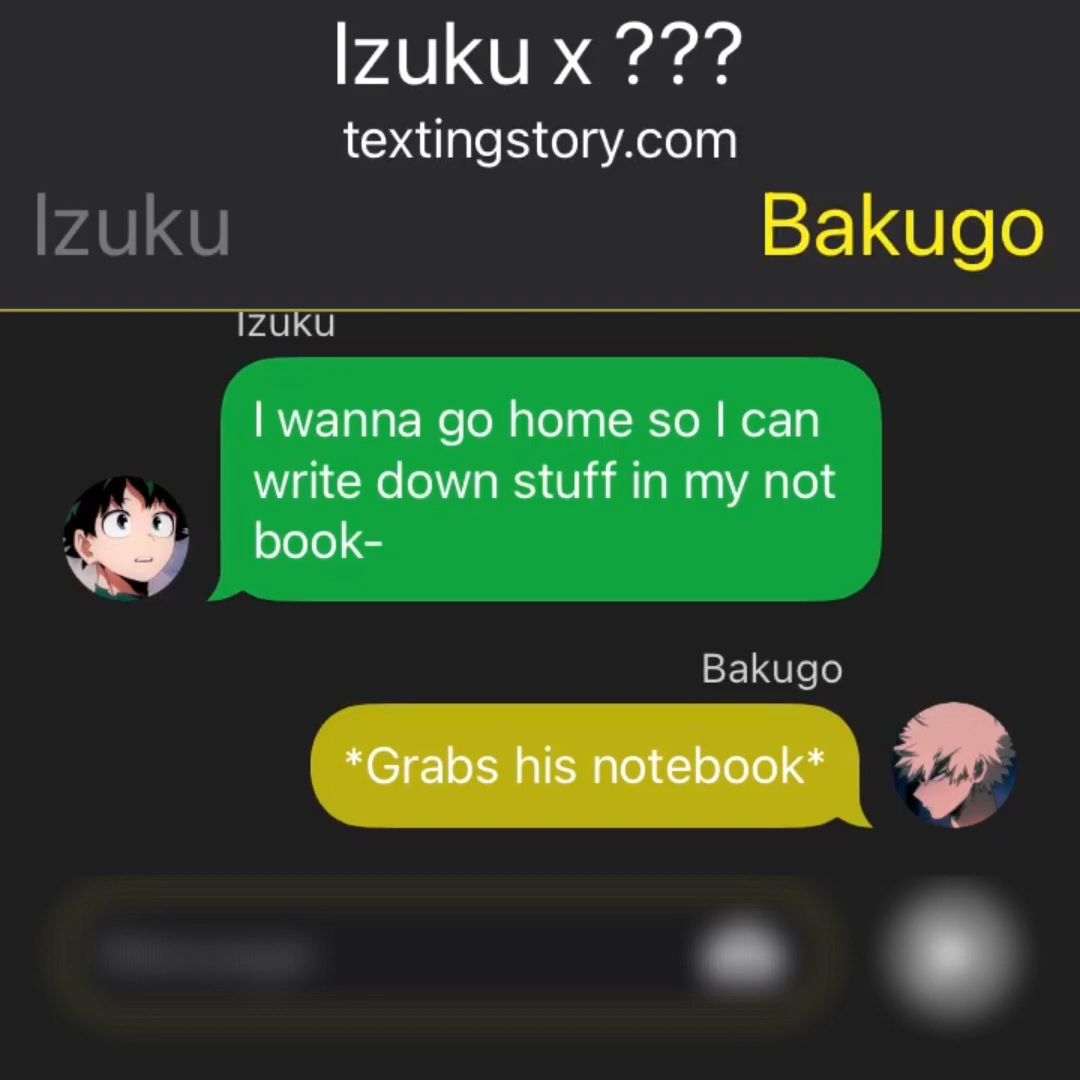 Izuku x ???
textingstory.com
Izuku
Bakugo
Izuku
I wanna go home so I can
write down stuff in my not
book-
Bakugo
*Grabs his notebook*